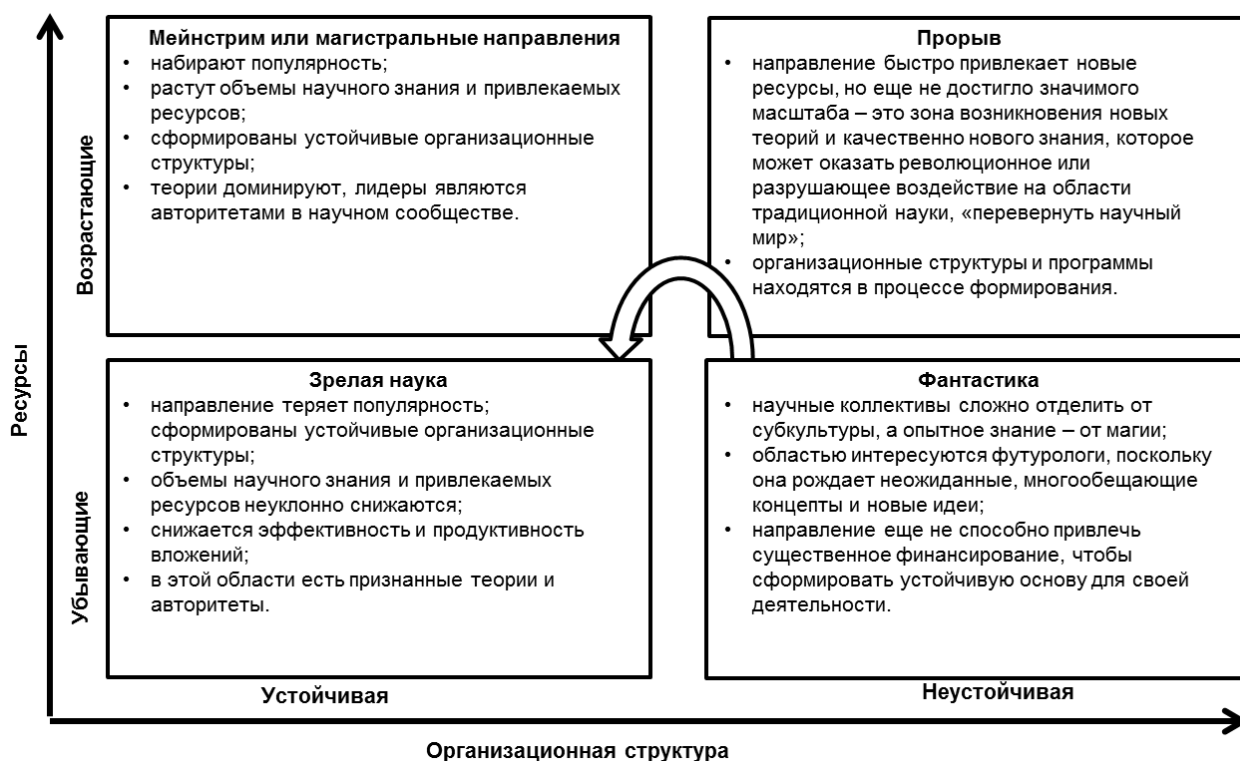 Мейнстрим или магистральные направления
• набирают популярность;
• растут объемы научного знания и привлекаемых
ресурсов;
• сформированы устойчивые организационные
структуры;
• теории доминируют, лидеры являются
авторитетами в научном сообществе.
Прорыв
• направление быстро привлекает новые
ресурсы, но еще не достигло значимого
масштаба – это зона возникновения новых
теорий и качественно нового знания, которое
может оказать революционное или
разрушающее воздействие на области
традиционной науки, «перевернуть научный
мир»;
• организационные структуры и программы
находятся в процессе формирования.
Зрелая наука
• направление теряет популярность;
сформированы устойчивые организационные
структуры;
• объемы научного знания и привлекаемых
ресурсов неуклонно снижаются;
• снижается эффективность и продуктивность
вложений;
• в этой области есть признанные теории и
авторитеты.
Фантастика
• научные коллективы сложно отделить от
субкультуры, а опытное знание – от магии;
• областью интересуются футурологи, поскольку
она рождает неожиданные, многообещающие
концепты и новые идеи;
• направление еще не способно привлечь
существенное финансирование, чтобы
сформировать устойчивую основу для своей
деятельности.
Ресурсы
Возрастающие
Убывающие
Устойчивая
Неустойчивая
Организационная структура